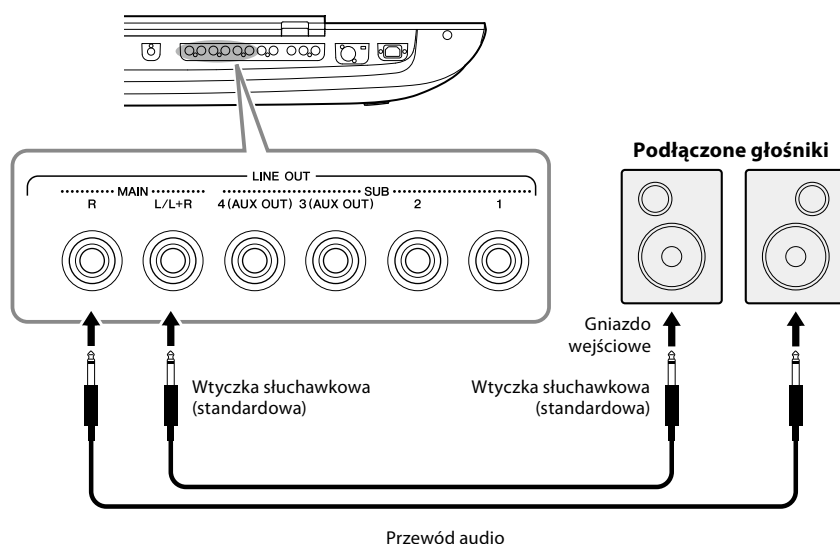 Podłączone głośniki
LINE OUT
MAIN SUB
R L/L+R 4 (AUX OUT) 3 (AUX OUT) 2 1
Gniazdo
wejściowe
Wtyczka słuchawkowa
(standardowa)
Wtyczka słuchawkowa
(standardowa)
Przewód audio